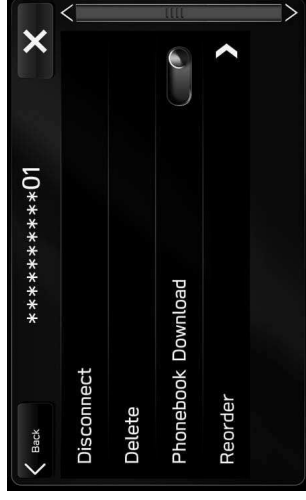 Back
***********01
Disconnect
Delete
Phonebook Download
Reorder